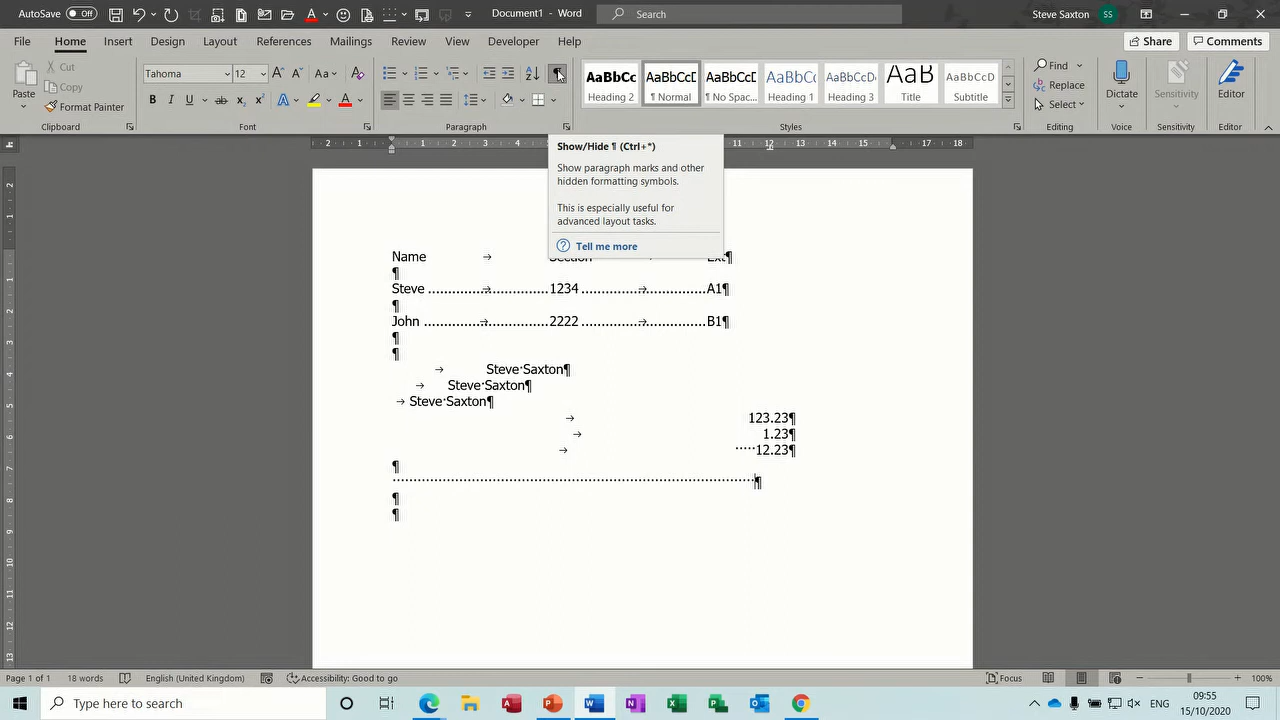 AutoSave Off Document1 - Word Search Steve Saxton SS
File Home Insert Draw Design Layout References Mailings Review View Developer Help Share Comments
Paste Cut Copy Format Painter
Clipboard
Tahoma 12
Font
Paragraph
AaBbCc AaBbCcD AaBbCc AaBbCc AaBbCcD AaB AaBbCcD
Heading 2 ¶ Normal ¶ No Spac... Heading 1 Heading 3 Title Subtitle
Styles
Find
Replace
Select
Editing
Dictate
Voice
Sensitivity
Sensitivity
Editor
Editor
Show/Hide ¶ (Ctrl+*)
Show paragraph marks and other
hidden formatting symbols.
This is especially useful for
advanced layout tasks.
Tell me more
Name → Section → Ext¶
¶
Steve ........→........1234........→........A1¶
¶
John ........→........2222........→........B1¶
¶
¶
→ Steve·Saxton¶
→ Steve·Saxton¶
→ Steve·Saxton¶
→ 123.23¶
→ 1.23¶
→ ·····12.23¶
¶
¶
¶
¶
Page 1 of 1 18 words English (United Kingdom) Accessibility: Good to go Focus 100%
Type here to search ENG 09:55
15/10/2020